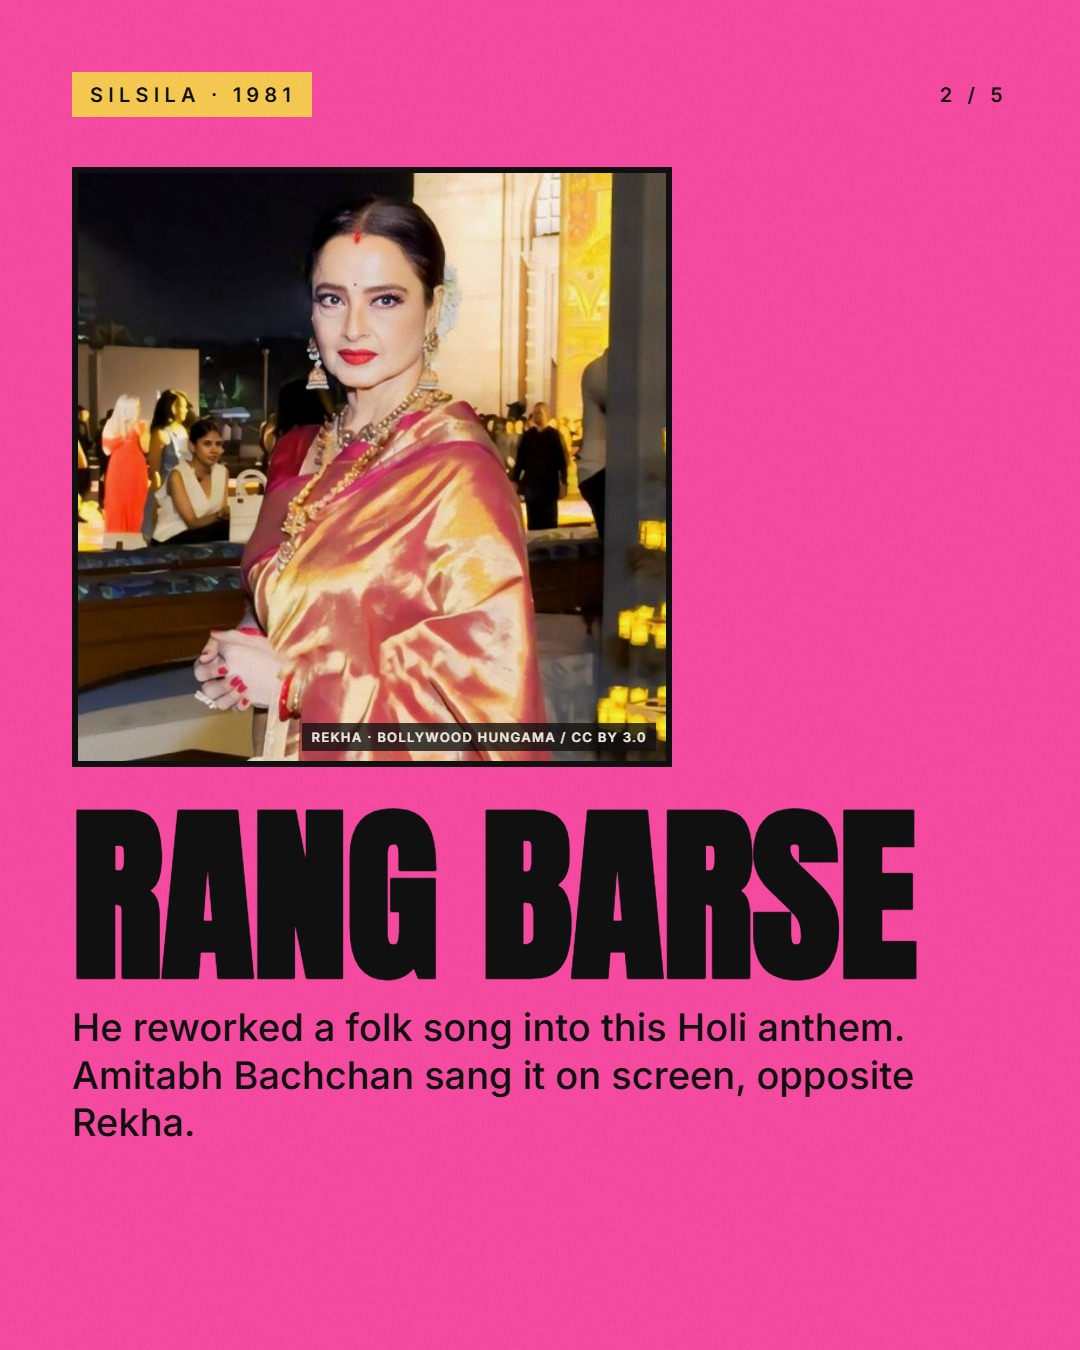 SILSILA · 1981
2 / 5
REKHA · BOLLYWOOD HUNGAMA / CC BY 3.0
RANG BARSE
He reworked a folk song into this Holi anthem.
Amitabh Bachchan sang it on screen, opposite
Rekha.